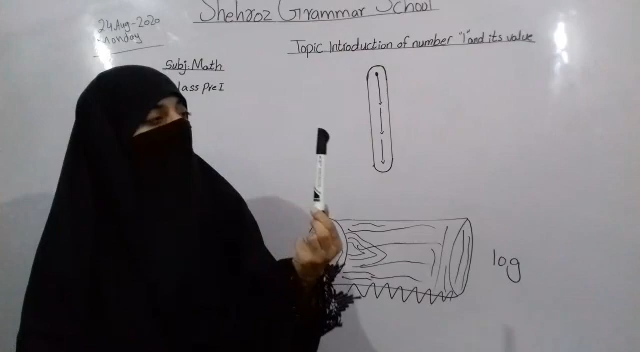 Shehroz Grammar School
24 Aug-2020
Monday
Topic Introduction of number "1" and its value
Subj. Math
lass Pre I
log